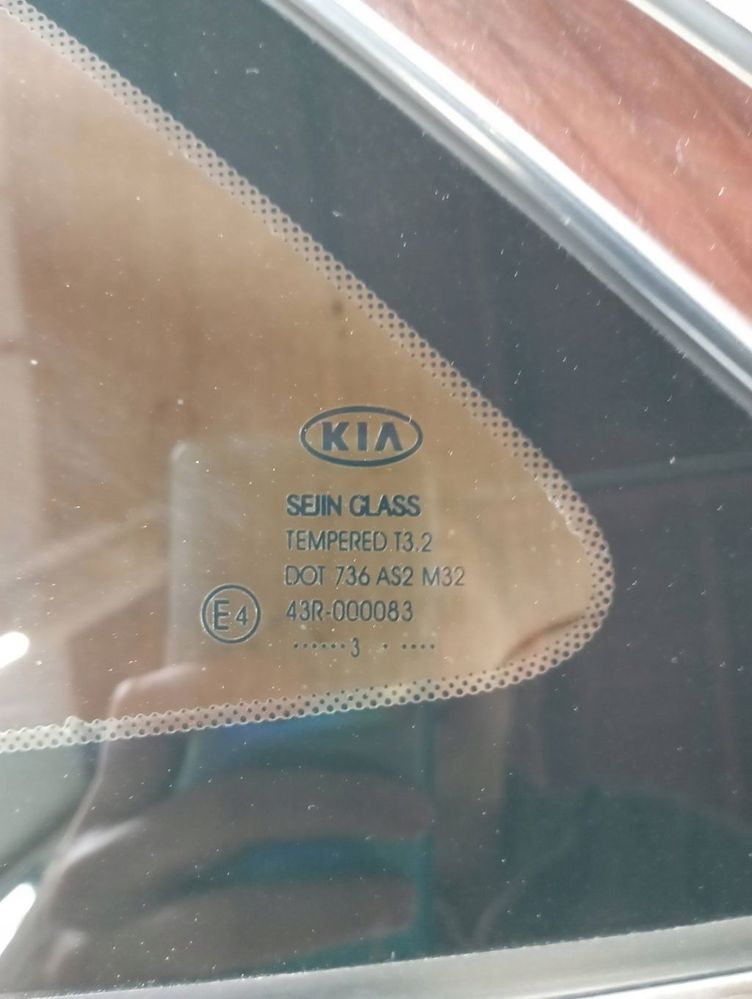 KIA
SEJIN GLASS
TEMPERED T3.2
DOT 736 AS2 M32
E4 43R-000083
······3 · ····